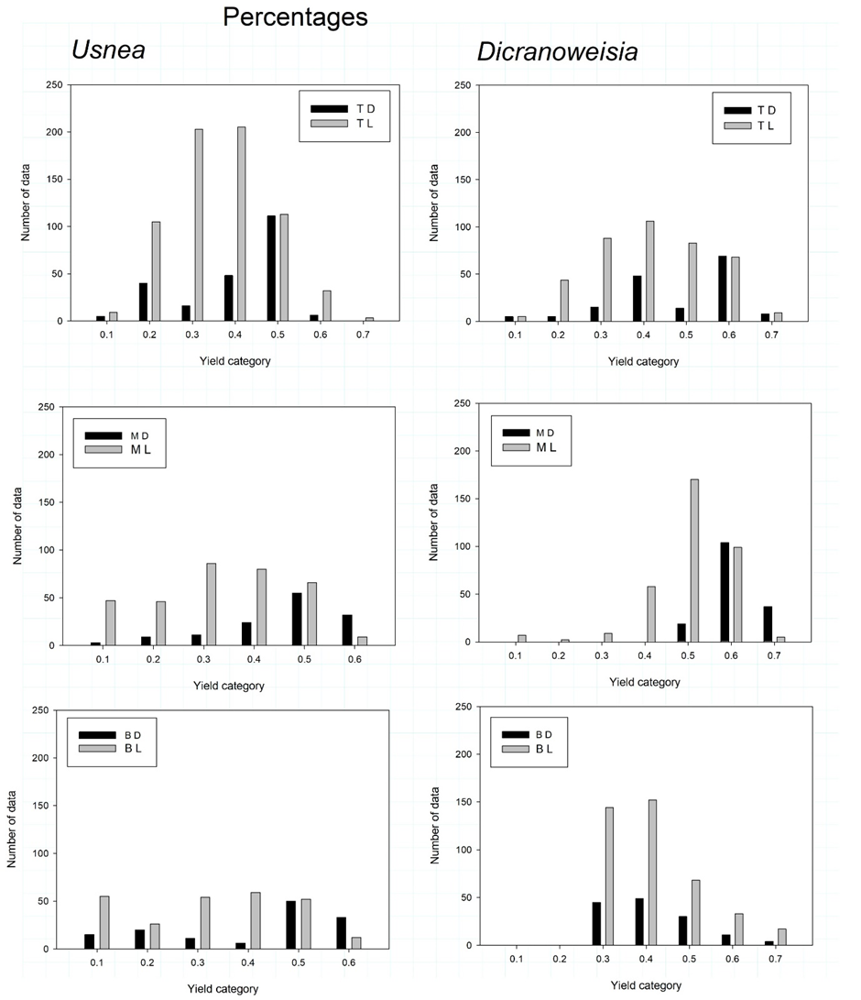 Percentages
Usnea
Dicranoweisia
250
200
150
100
50
0
Number of data
T D
T L
0.1 0.2 0.3 0.4 0.5 0.6 0.7
Yield category
250
200
150
100
50
0
Number of data
T D
T L
0.1 0.2 0.3 0.4 0.5 0.6 0.7
Yield category
250
200
150
100
50
0
Number of data
M D
M L
0.1 0.2 0.3 0.4 0.5 0.6
Yield category
250
200
150
100
50
0
Number of data
M D
M L
0.1 0.2 0.3 0.4 0.5 0.6 0.7
Yield category
250
200
150
100
50
0
Number of data
B D
B L
0.1 0.2 0.3 0.4 0.5 0.6
Yield category
250
200
150
100
50
0
Number of data
B D
B L
0.1 0.2 0.3 0.4 0.5 0.6 0.7
Yield category